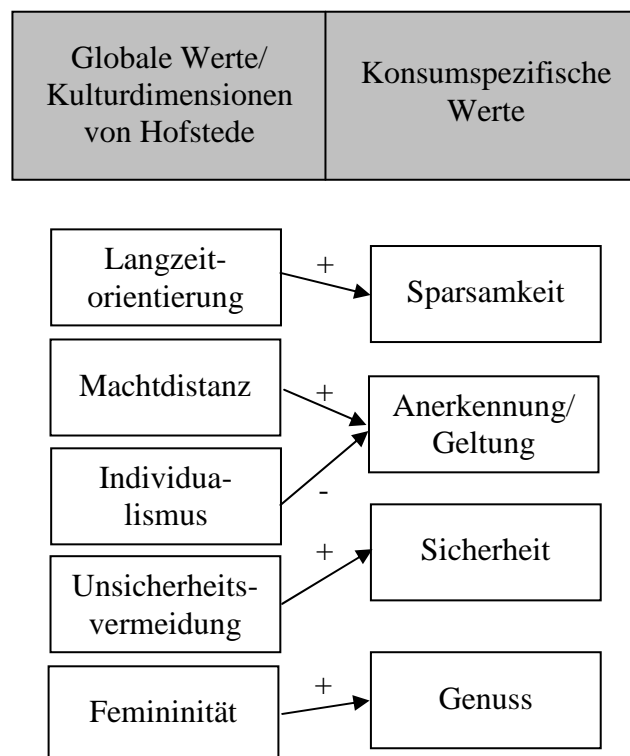 Globale Werte/
Kulturdimensionen
von Hofstede
Konsumspezifische
Werte
Langzeit-
orientierung
+
Sparsamkeit
Machtdistanz
+
Anerkennung/
Geltung
Individua-
lismus
-
Unsicherheits-
vermeidung
+
Sicherheit
Femininität
+
Genuss